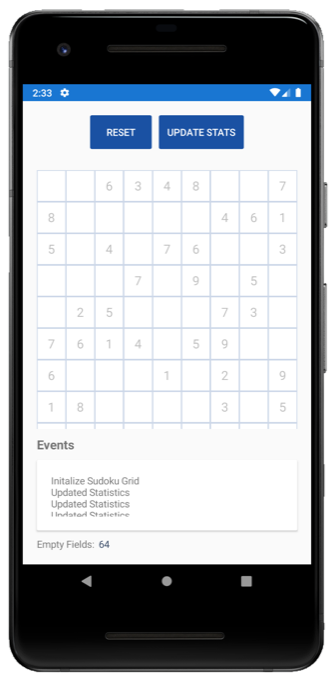 2:33
RESET UPDATE STATS
6 3 4 8 7
8 4 6 1
5 4 7 6 3
7 9 5
2 5 7 3
7 6 1 4 5 9
6 1 2 9
1 8 3 5
Events
Initalize Sudoku Grid
Updated Statistics
Updated Statistics
Updated Statistics
Empty Fields: 64